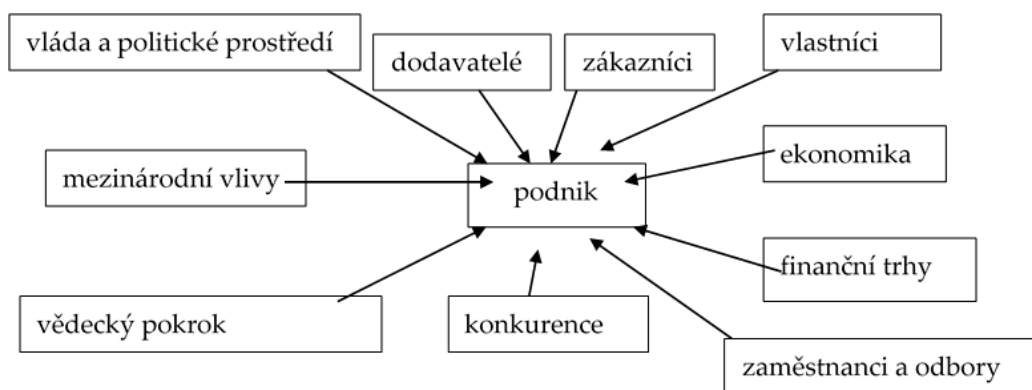 vláda a politické prostředí
dodavatelé
zákazníci
vlastníci
mezinárodní vlivy
podnik
ekonomika
vědecký pokrok
konkurence
finanční trhy
zaměstnanci a odbory